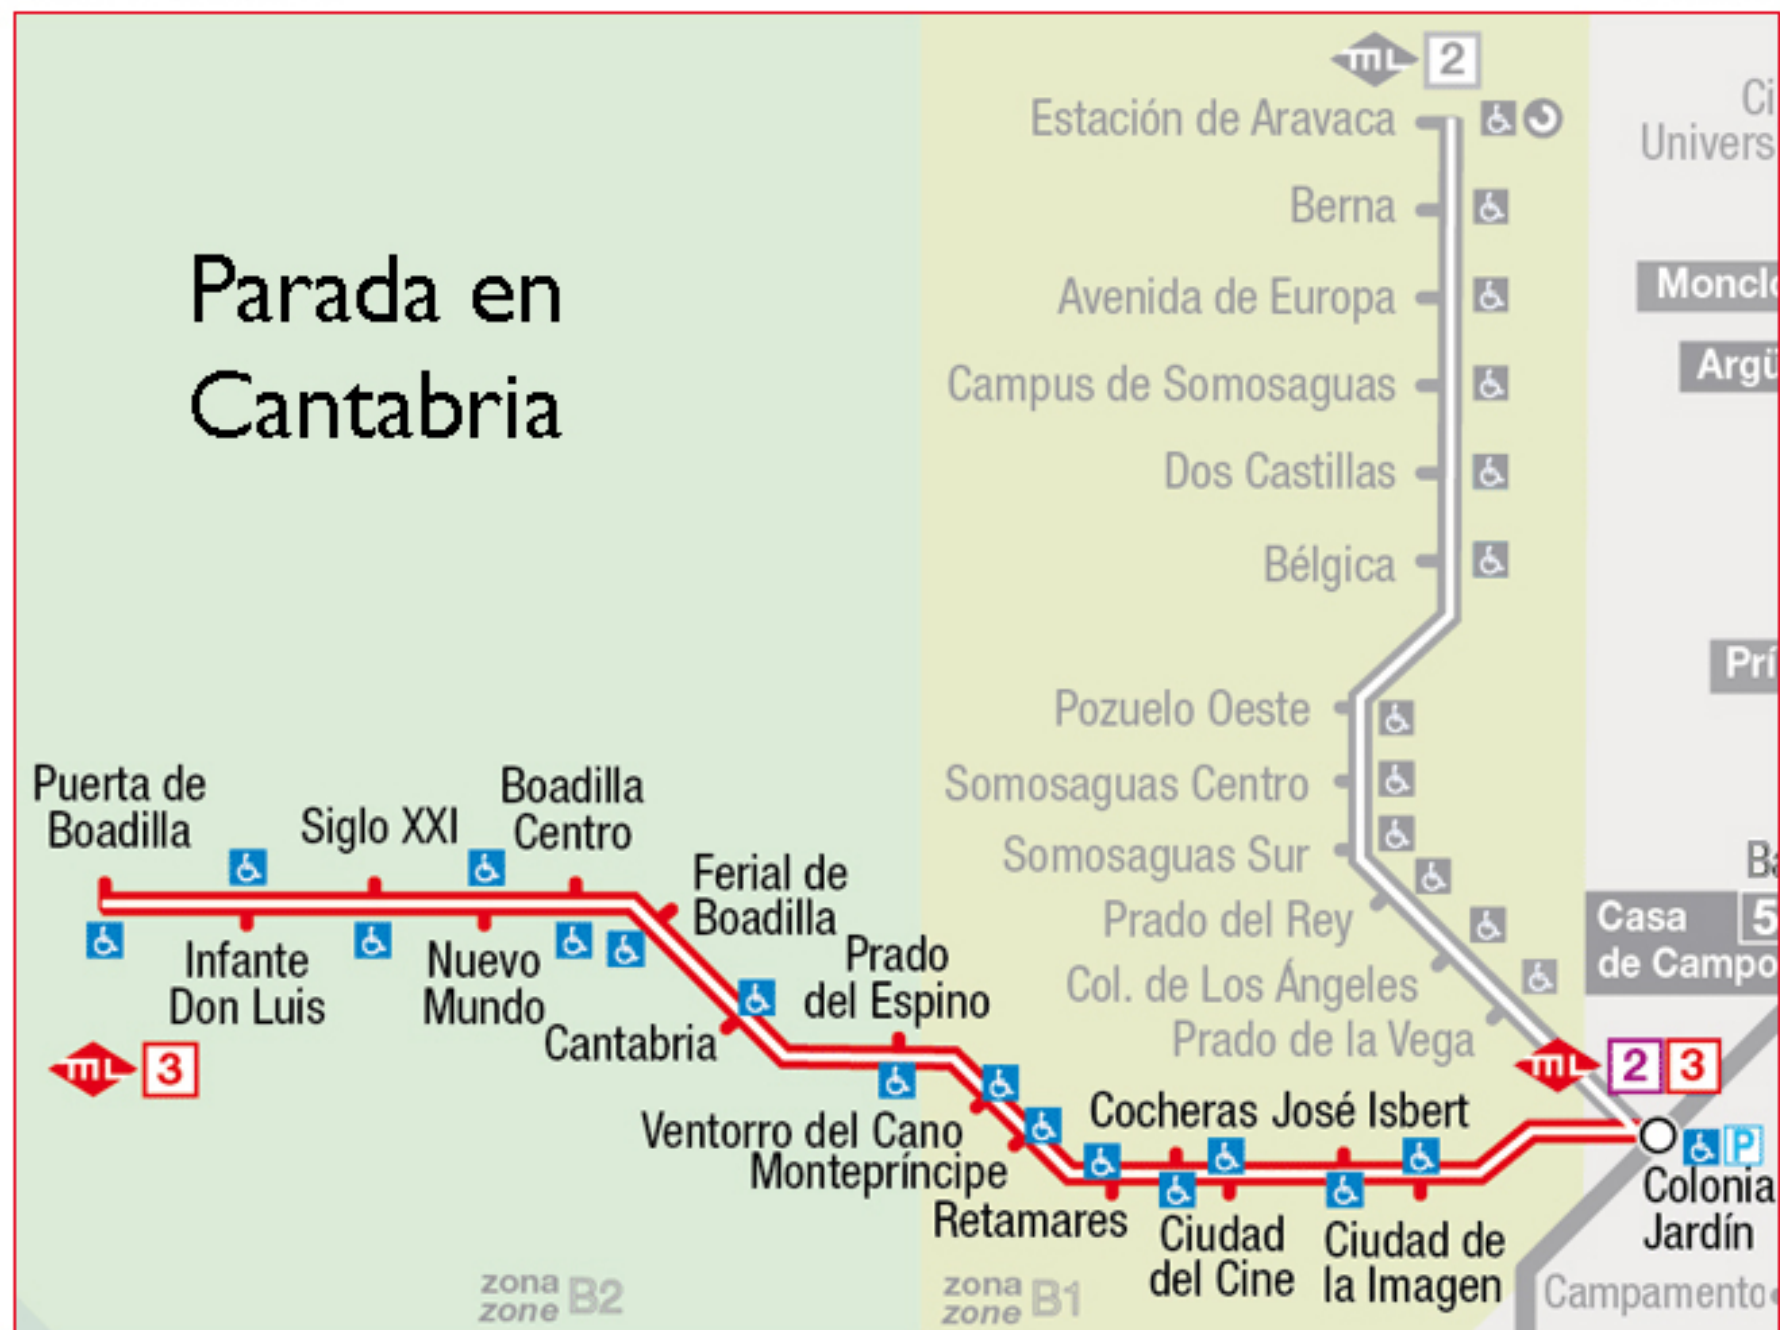 mL 2
Estación de Aravaca
Berna
Avenida de Europa
Campus de Somosaguas
Dos Castillas
Bélgica
Pozuelo Oeste
Somosaguas Centro
Somosaguas Sur
Prado del Rey
Col. de Los Ángeles
Prado de la Vega
Parada en
Cantabria
Puerta de
Boadilla
Infante
Don Luis
Siglo XXI
Nuevo
Mundo
Boadilla
Centro
Ferial de
Boadilla
Cantabria
Prado
del Espino
Ventorro del Cano
Montepríncipe
Retamares
Cocheras
Ciudad
del Cine
José Isbert
Ciudad de
la Imagen
mL 3
mL 2 3
P
Colonia
Jardín
Casa 5
de Campo
Campamento
zona
zone B2
zona
zone B1